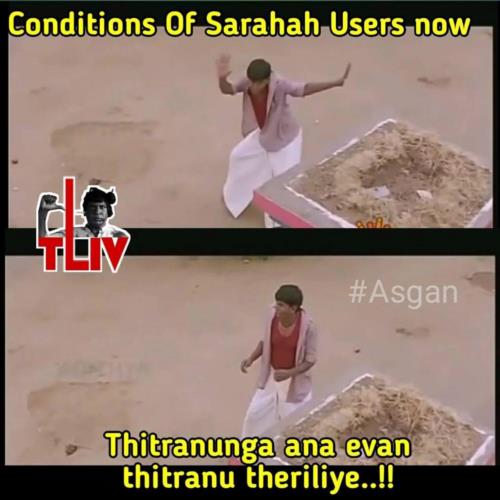 Conditions Of Sarahah Users now
TLIV
#Asgan
Thitranunga ana evan
thitranu theriliye..!!